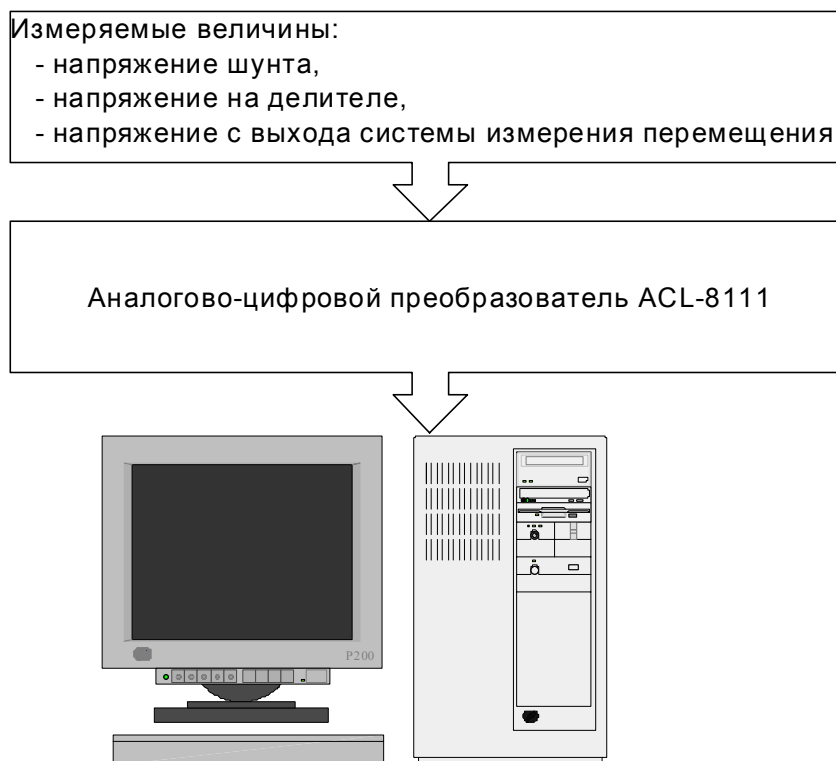 Измеряемые величины:
- напряжение шунта,
- напряжение на делителе,
- напряжение с выхода системы измерения перемещения
Аналогово-цифровой преобразователь ACL-8111
P200